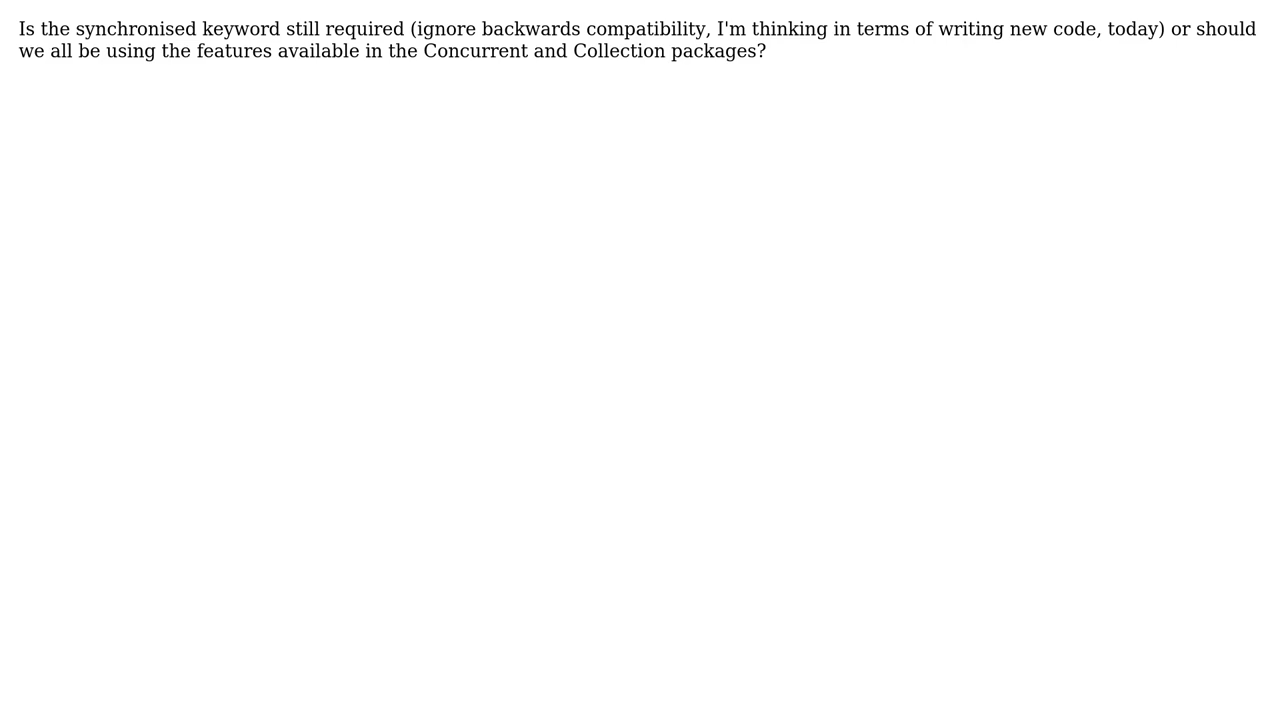 Is the synchronised keyword still required (ignore backwards compatibility, I'm thinking in terms of writing new code, today) or should
we all be using the features available in the Concurrent and Collection packages?